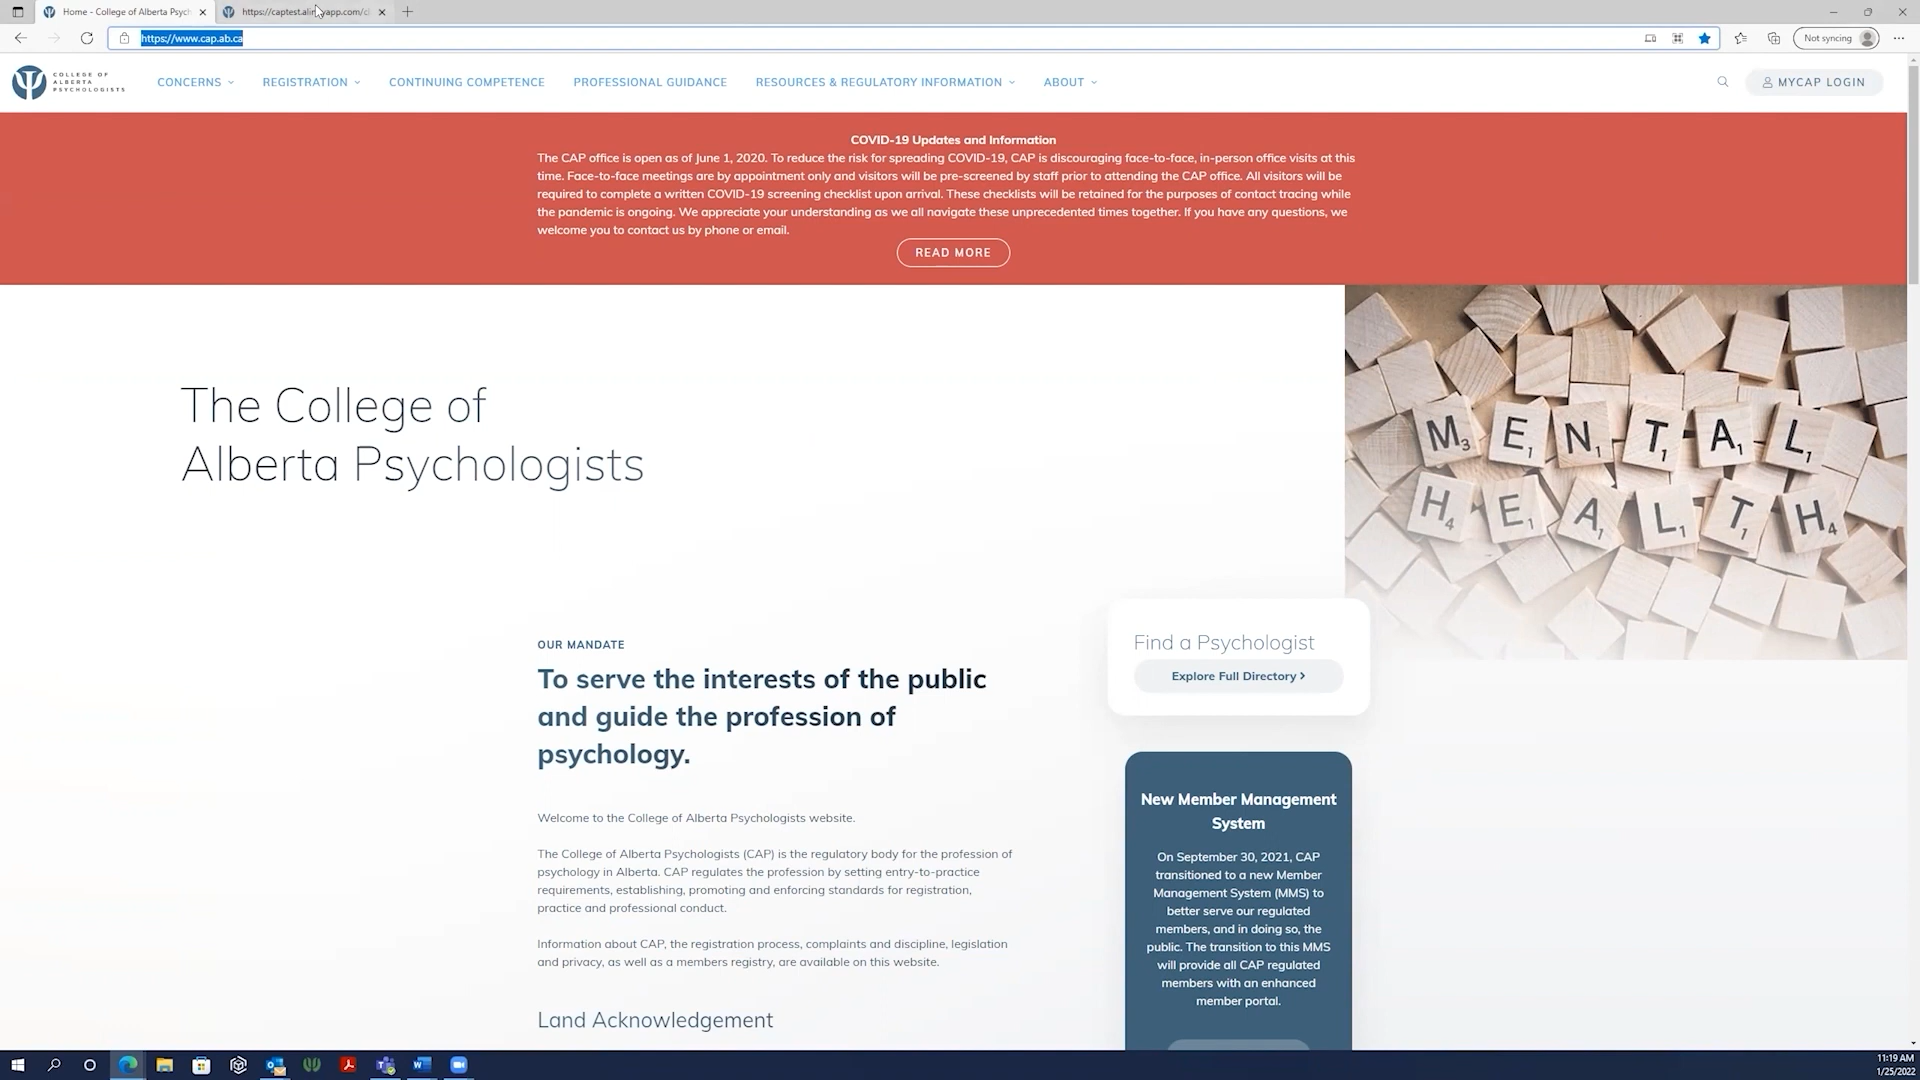 Home - College of Alberta Psych
https://captest.alin
yapp.com/cl
https://www.cap.ab.ca
Not syncing
COLLEGE OF
ALBERTA
PSYCHOLOGISTS
CONCERNS
REGISTRATION
CONTINUING COMPETENCE
PROFESSIONAL GUIDANCE
RESOURCES & REGULATORY INFORMATION
ABOUT
MYCAP LOGIN
COVID-19 Updates and Information
The CAP office is open as of June 1, 2020. To reduce the risk for spreading COVID-19, CAP is discouraging face-to-face, in-person office visits at this
time. Face-to-face meetings are by appointment only and visitors will be pre-screened by staff prior to attending the CAP office. All visitors will be
required to complete a written COVID-19 screening checklist upon arrival. These checklists will be retained for the purposes of contact tracing while
the pandemic is ongoing. We appreciate your understanding as we all navigate these unprecedented times together. If you have any questions, we
welcome you to contact us by phone or email.
READ MORE
The College of
Alberta Psychologists
M3 E1 N1 T1 A1 L1
H4 E1 A1 L1 T1 H4
OUR MANDATE
To serve the interests of the public
and guide the profession of
psychology.
Welcome to the College of Alberta Psychologists website.
The College of Alberta Psychologists (CAP) is the regulatory body for the profession of
psychology in Alberta. CAP regulates the profession by setting entry-to-practice
requirements, establishing, promoting and enforcing standards for registration,
practice and professional conduct.
Information about CAP, the registration process, complaints and discipline, legislation
and privacy, as well as a members registry, are available on this website.
Land Acknowledgement
Find a Psychologist
Explore Full Directory
New Member Management
System
On September 30, 2021, CAP
transitioned to a new Member
Management System (MMS) to
better serve our regulated
members, and in doing so, the
public. The transition to this MMS
will provide all CAP regulated
members with an enhanced
member portal.
11:19 AM
1/25/2022